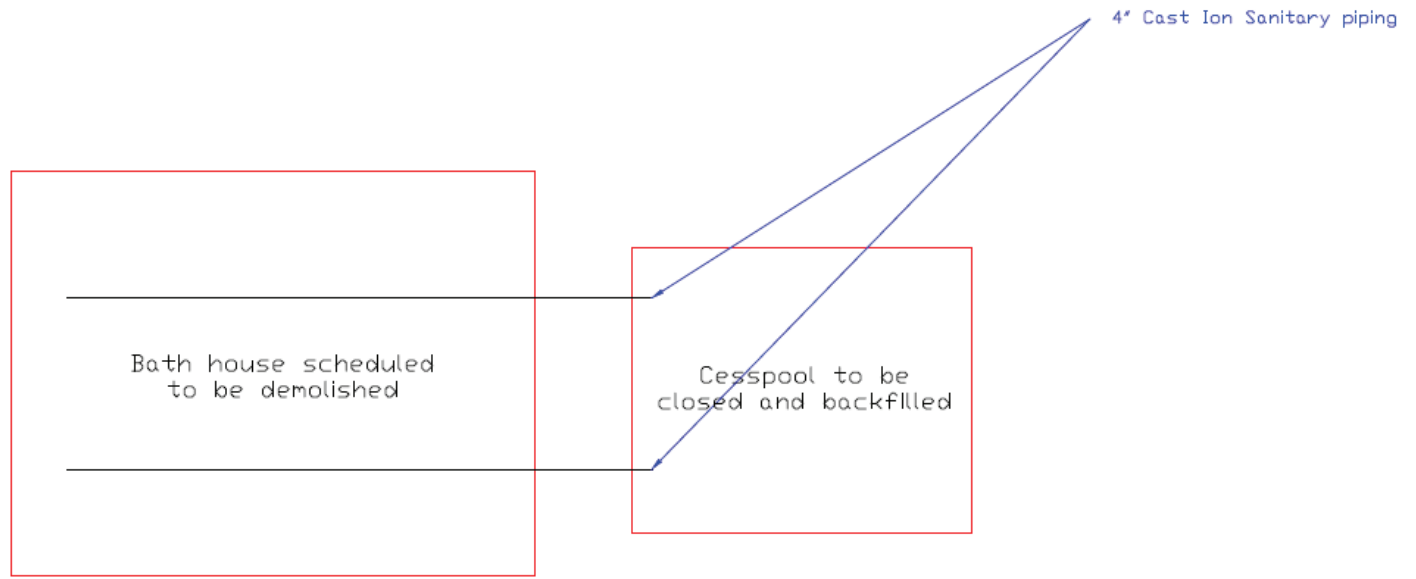 4" Cast Ion Sanitary piping
Bath house scheduled
to be demolished
Cesspool to be
closed and backfilled